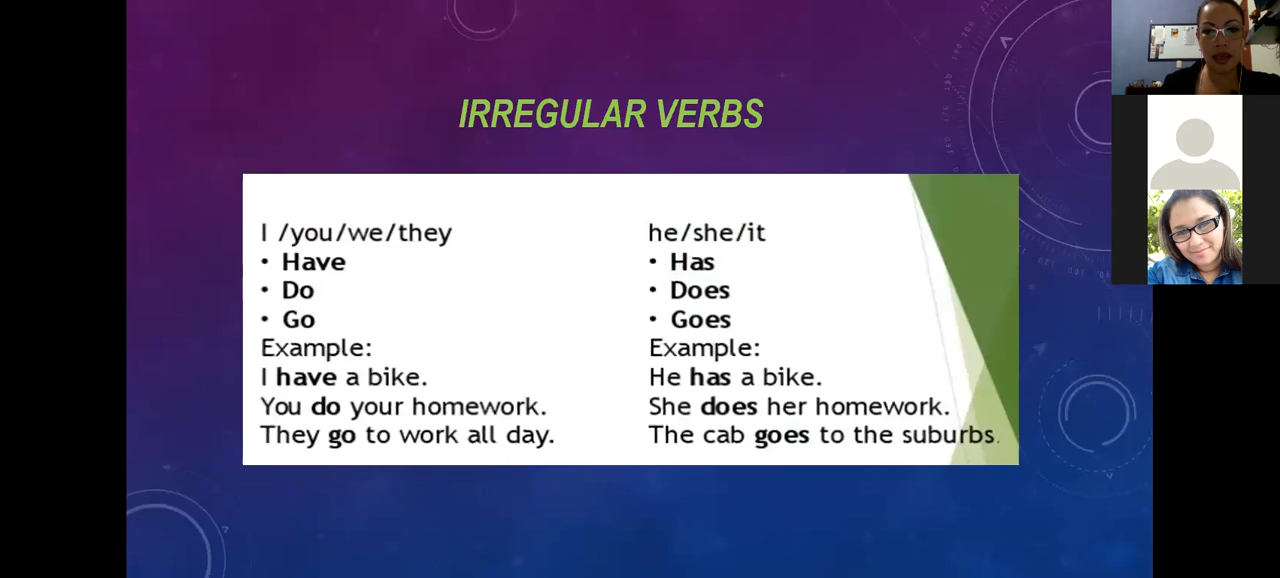 IRREGULAR VERBS
I /you/we/they
• Have
• Do
• Go
Example:
I have a bike.
You do your homework.
They go to work all day.
he/she/it
• Has
• Does
• Goes
Example:
He has a bike.
She does her homework.
The cab goes to the suburbs.